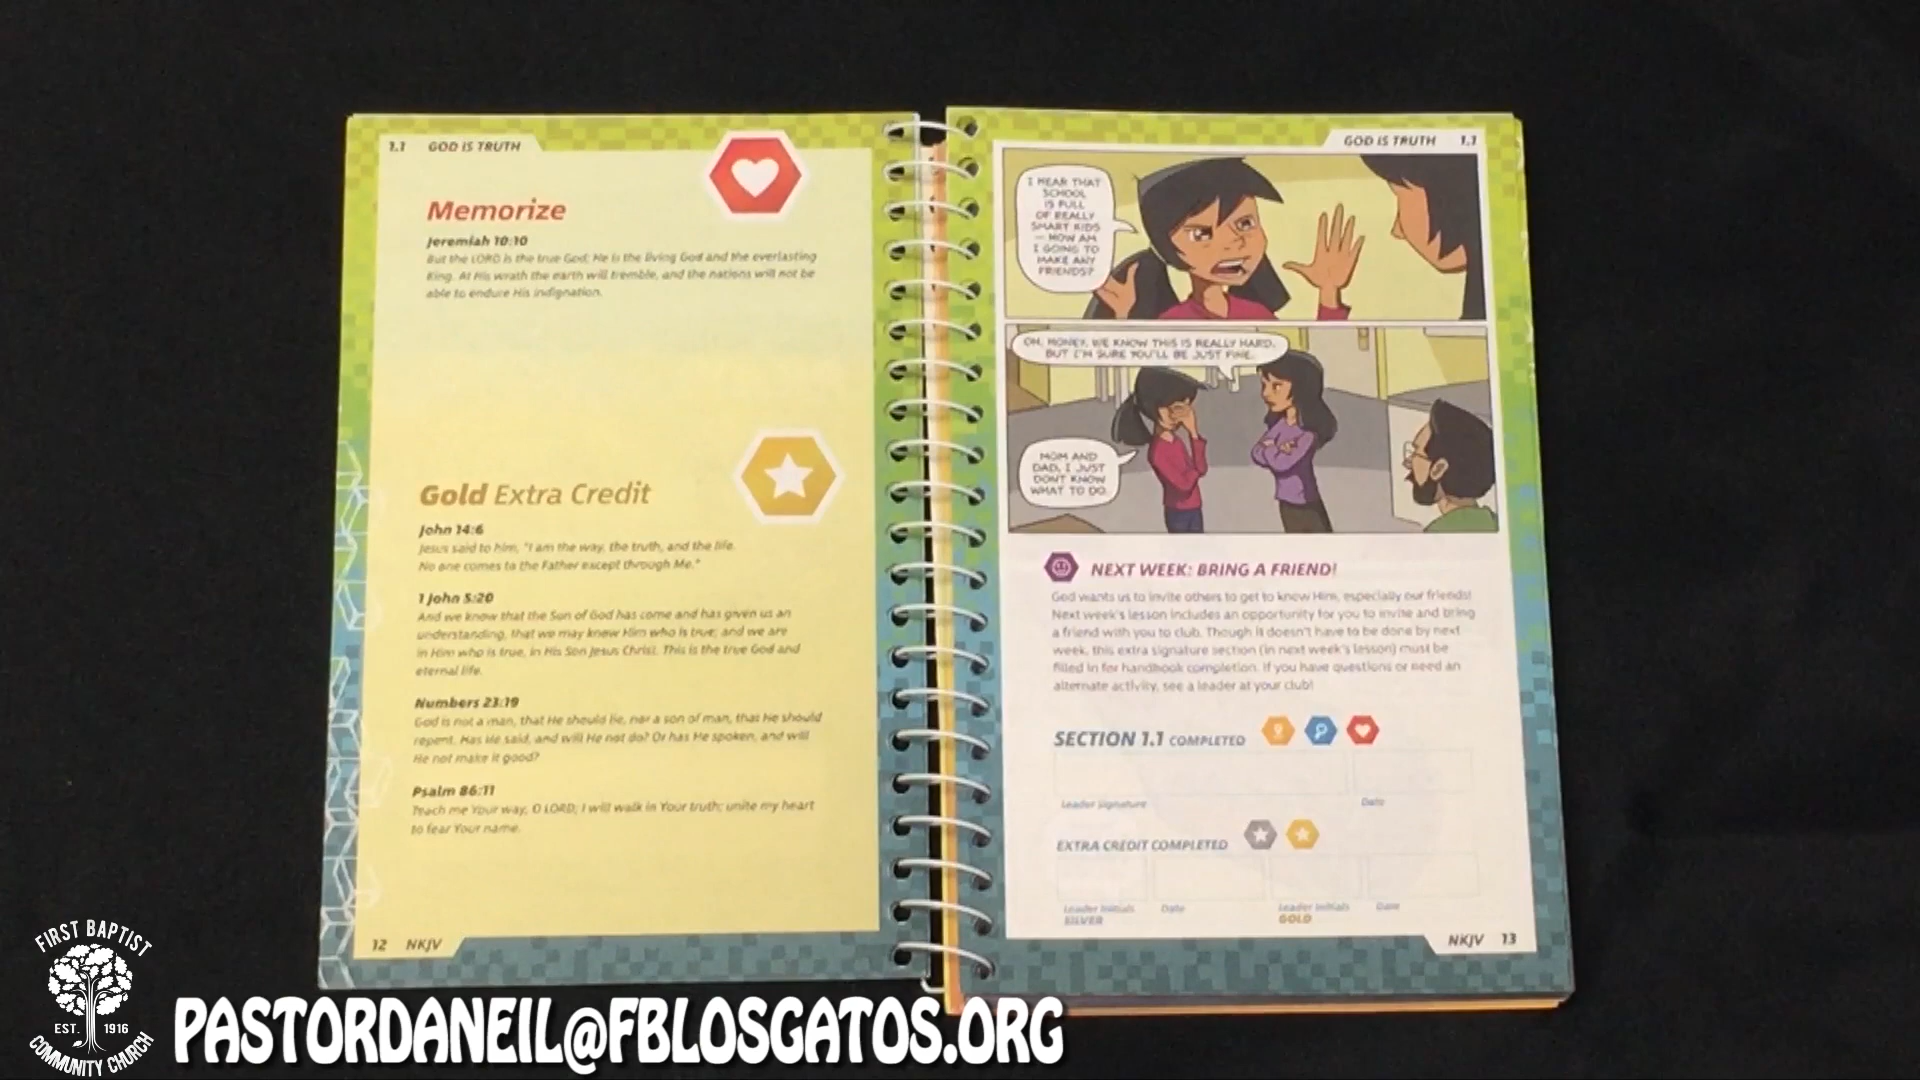 1.1 GOD IS TRUTH
Memorize
Jeremiah 10:10
But the LORD is the true God; He is the living God and the everlasting
King. At His wrath the earth will tremble, and the nations will not be
able to endure His indignation.
Gold Extra Credit
John 14:6
Jesus said to him, "I am the way, the truth, and the life.
No one comes to the Father except through Me."
1 John 5:20
And we know that the Son of God has come and has given us an
understanding, that we may know Him who is true; and we are
in Him who is true, in His Son Jesus Christ. This is the true God and
eternal life.
Numbers 23:19
God is not a man, that He should lie, nor a son of man, that He should
repent. Has He said, and will He not do? Or has He spoken, and will
He not make it good?
Psalm 86:11
Teach me Your way, O LORD; I will walk in Your truth; unite my heart
to fear Your name.
12 NKJV
GOD IS TRUTH 1.1
I HEAR THAT
SCHOOL
IS FULL
OF REALLY
SMART KIDS
— HOW AM
I GOING TO
MAKE ANY
FRIENDS?
OH, HONEY, WE KNOW THIS IS REALLY HARD,
BUT I'M SURE YOU'LL BE JUST FINE.
MOM AND
DAD, I JUST
DON'T KNOW
WHAT TO DO.
NEXT WEEK: BRING A FRIEND!
God wants us to invite others to get to know Him, especially our friends!
Next week's lesson includes an opportunity for you to invite and bring
a friend with you to club. Though is doesn't have to be done by next
week, this extra signature section (in next week's lesson) must be
filled in for handbook completion. If you have questions or need an
alternate activity, see a leader at your club!
SECTION 1.1 COMPLETED
Leader Signature Date
EXTRA CREDIT COMPLETED
Leader Initials Date Leader Initials Date
SILVER GOLD
NKJV 13
FIRST BAPTIST
EST. 1916
COMMUNITY CHURCH
PASTORDANEIL@FBLOSGATOS.ORG